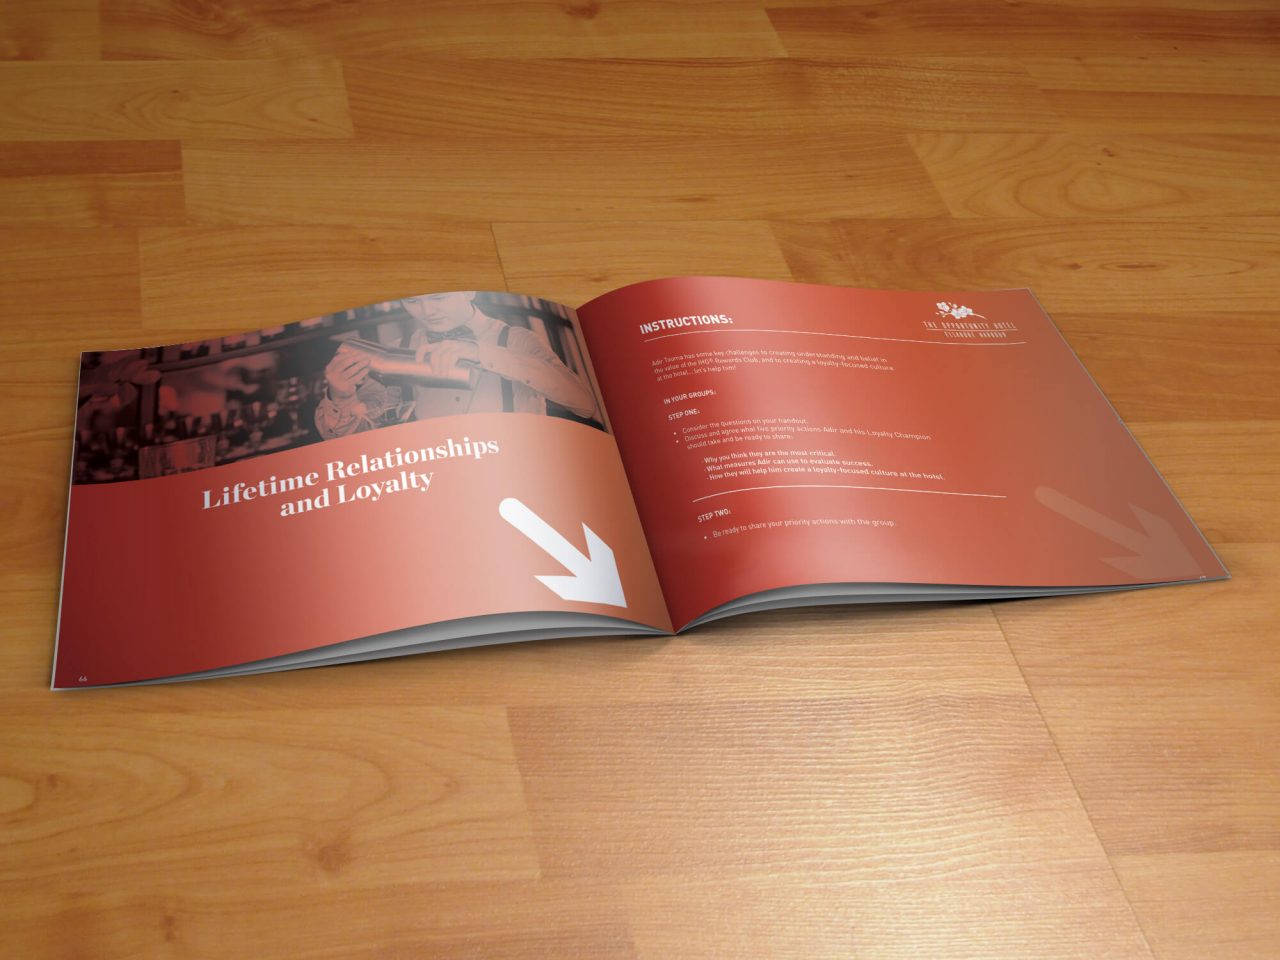 Lifetime Relationships
and Loyalty
66
INSTRUCTIONS:
THE OPPORTUNITY HOTEL
Adir Tauma has some key challenges to creating understanding and belief in
the value of the IHG® Rewards Club, and to creating a loyalty-focused culture
at the hotel... let's help him!
IN YOUR GROUPS:
STEP ONE:
• Consider the questions on your handout.
• Discuss and agree what five priority actions Adir and his Loyalty Champion
should take and be ready to share:
· Why you think they are the most critical.
· What measures Adir can use to evaluate success.
· How they will help him create a loyalty-focused culture at the hotel.
STEP TWO:
• Be ready to share your priority actions with the group.